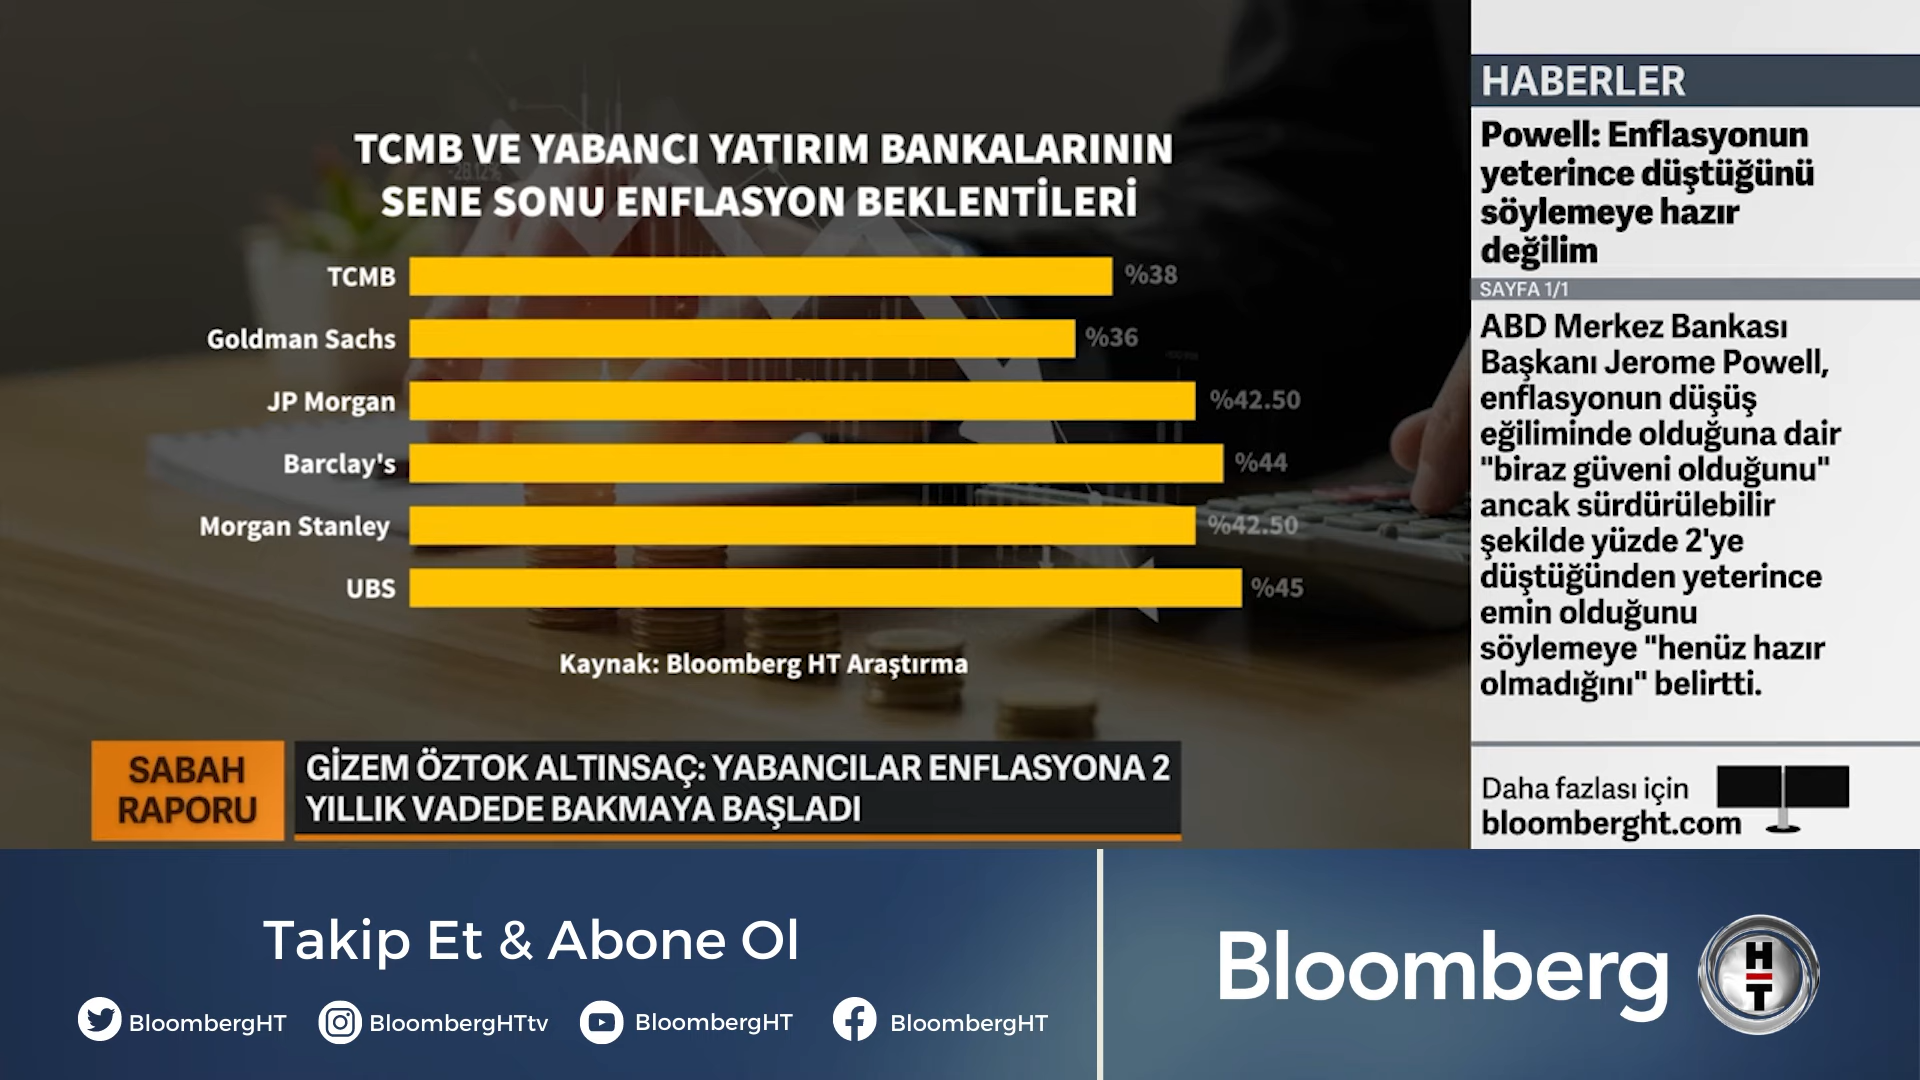 TCMB VE YABANCI YATIRIM BANKALARININ
SENE SONU ENFLASYON BEKLENTİLERİ
TCMB %38
Goldman Sachs %36
JP Morgan %42.50
Barclay's %44
Morgan Stanley %42.50
UBS %45
Kaynak: Bloomberg HT Araştırma
SABAH
RAPORU
GİZEM ÖZTOK ALTINSAÇ: YABANCILAR ENFLASYONA 2
YILLIK VADEDE BAKMAYA BAŞLADI
HABERLER
Powell: Enflasyonun
yeterince düştüğünü
söylemeye hazır
değilim
SAYFA 1/1
ABD Merkez Bankası
Başkanı Jerome Powell,
enflasyonun düşüş
eğiliminde olduğuna dair
"biraz güveni olduğunu"
ancak sürdürülebilir
şekilde yüzde 2'ye
düştüğünden yeterince
emin olduğunu
söylemeye "henüz hazır
olmadığını" belirtti.
Daha fazlası için
bloomberght.com
Takip Et & Abone Ol
BloombergHT BloombergHTtv BloombergHT BloombergHT
Bloomberg HT